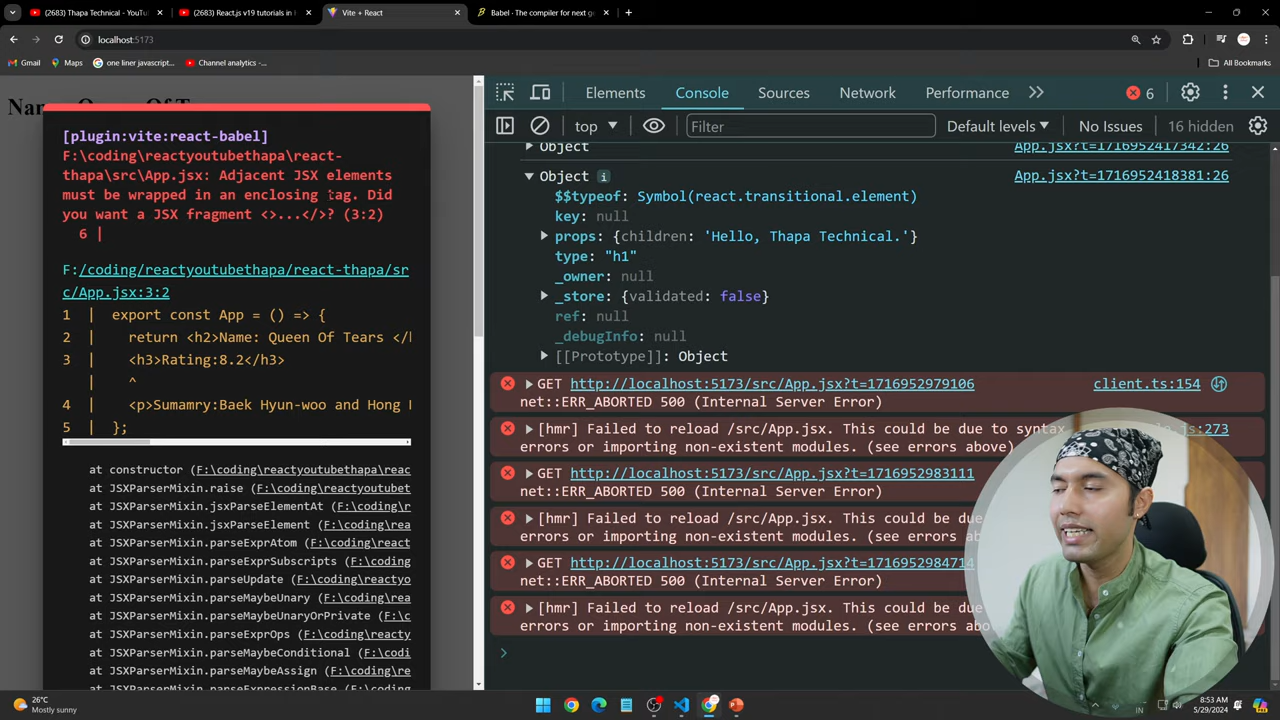 (2683) Thapa Technical - YouTu
(2683) React.js v19 tutorials in
Vite + React
Babel · The compiler for next ge
localhost:5173
Gmail
Maps
one liner javascript...
Channel analytics -...
All Bookmarks
Elements
Console
Sources
Network
Performance
6
top
Filter
Default levels
No Issues
16 hidden
[plugin:vite:react-babel]
F:\coding\reactyoutubethapa\react-
thapa\src\App.jsx: Adjacent JSX elements
must be wrapped in an enclosing tag. Did
you want a JSX fragment <>...</>? (3:2)
6 |
F:/coding/reactyoutubethapa/react-thapa/sr
c/App.jsx:3:2
1 | export const App = () => {
2 | return <h2>Name: Queen Of Tears </h
3 | <h3>Rating:8.2</h3>
| ^
4 | <p>Sumamry:Baek Hyun-woo and Hong
5 | };
at constructor (F:\coding\reactyoutubethapa\reac
at JSXParserMixin.raise (F:\coding\reactyoutubet
at JSXParserMixin.jsxParseElementAt (F:\coding\r
at JSXParserMixin.jsxParseElement (F:\coding\rea
at JSXParserMixin.parseExprAtom (F:\coding\react
at JSXParserMixin.parseExprSubscripts (F:\coding
at JSXParserMixin.parseUpdate (F:\coding\reactyo
at JSXParserMixin.parseMaybeUnary (F:\coding\rea
at JSXParserMixin.parseMaybeUnaryOrPrivate (F:\c
at JSXParserMixin.parseExprOps (F:\coding\reacty
at JSXParserMixin.parseMaybeConditional (F:\codi
at JSXParserMixin.parseMaybeAssign (F:\coding\re
at JSXParserMixin.parseExpressionBase (F:\coding
Object App.jsx?t=1716952417342:26
Object App.jsx?t=1716952418381:26
$$typeof: Symbol(react.transitional.element)
key: null
props: {children: 'Hello, Thapa Technical.'}
type: "h1"
_owner: null
_store: {validated: false}
ref: null
_debugInfo: null
[[Prototype]]: Object
GET http://localhost:5173/src/App.jsx?t=1716952979106 client.ts:154
net::ERR_ABORTED 500 (Internal Server Error)
[hmr] Failed to reload /src/App.jsx. This could be due to syntax
:273
errors or importing non-existent modules. (see errors above)
GET http://localhost:5173/src/App.jsx?t=1716952983111
net::ERR_ABORTED 500 (Internal Server Error)
[hmr] Failed to reload /src/App.jsx. This could be due
errors or importing non-existent modules. (see errors
GET http://localhost:5173/src/App.jsx?t=1716952984714
net::ERR_ABORTED 500 (Internal Server Error)
[hmr] Failed to reload /src/App.jsx. This could be due
errors or importing non-existent modules. (see errors
26°C
Mostly sunny
IN
8:53 AM
5/29/2024